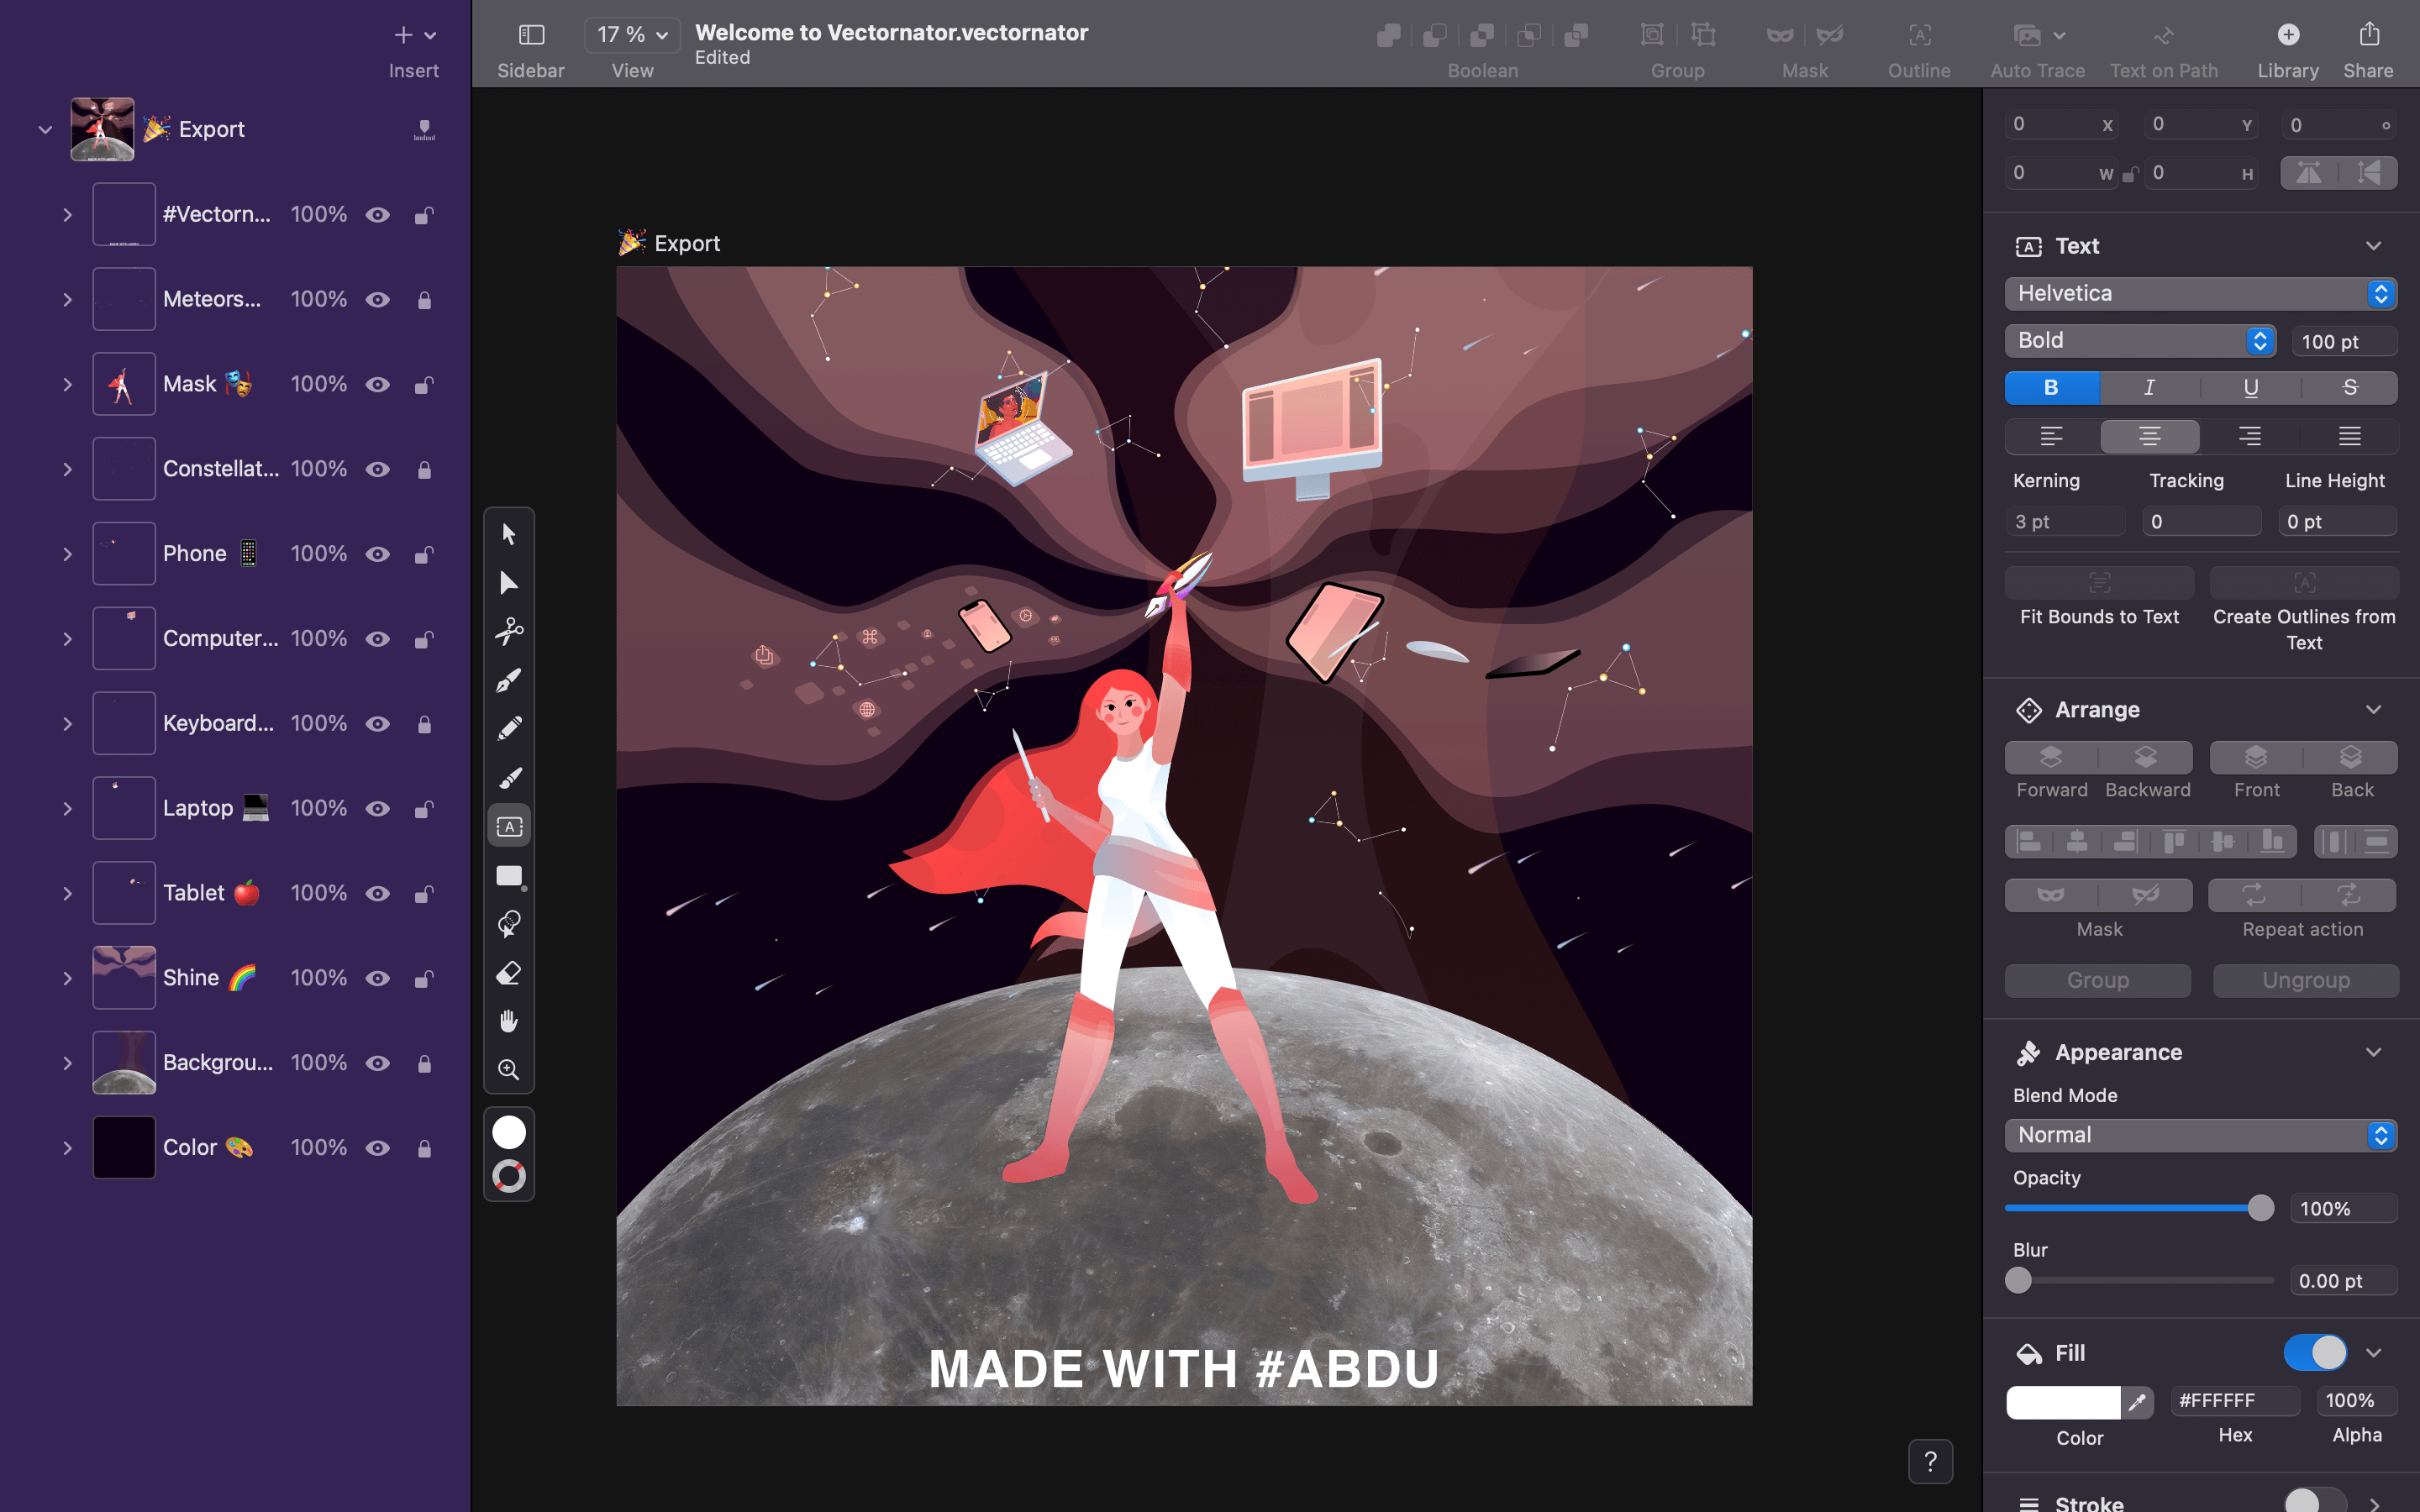 Insert
Sidebar
17 %
View
Welcome to Vectornator.vectornator
Edited
Boolean
Group
Mask
Outline
Auto Trace
Text on Path
Library
Share
🎉 Export
#Vectorn... 100%
Meteors... 100%
Mask 🎭 100%
Constellat... 100%
Phone 📱 100%
Computer... 100%
Keyboard... 100%
Laptop 💻 100%
Tablet 🍎 100%
Shine 🌈 100%
Backgrou... 100%
Color 🎨 100%
🎉 Export
MADE WITH #ABDU
?
0 X 0 Y 0 °
0 W 0 H
A Text
Helvetica
Bold 100 pt
B I U S
Kerning Tracking Line Height
3 pt 0 0 pt
Fit Bounds to Text Create Outlines from
Text
Arrange
Forward Backward Front Back
Mask Repeat action
Group Ungroup
Appearance
Blend Mode
Normal
Opacity
100%
Blur
0.00 pt
Fill
#FFFFFF 100%
Color Hex Alpha
Stroke